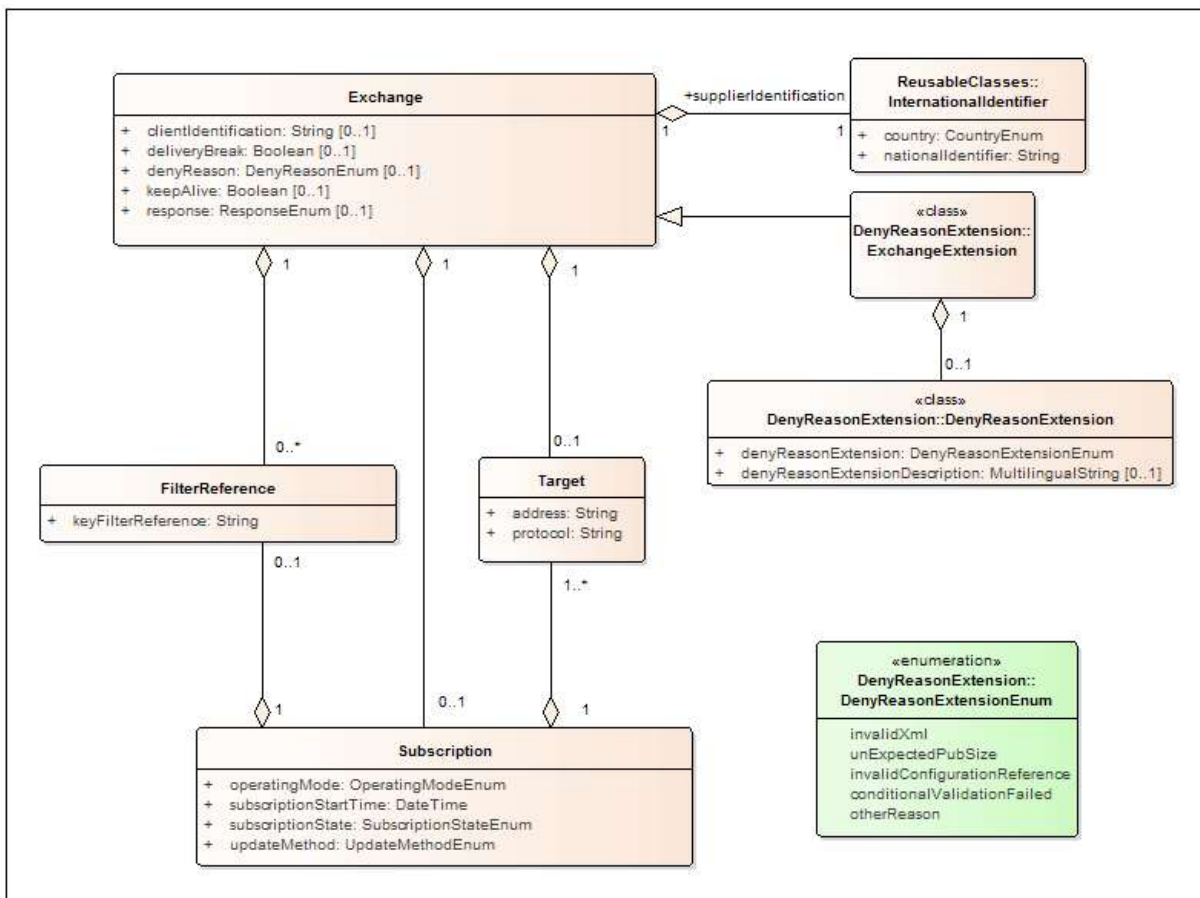 Exchange
+ clientIdentification: String [0..1]
+ deliveryBreak: Boolean [0..1]
+ denyReason: DenyReasonEnum [0..1]
+ keepAlive: Boolean [0..1]
+ response: ResponseEnum [0..1]
+supplierIdentification
1
1
ReusableClasses::
InternationalIdentifier
+ country: CountryEnum
+ nationalIdentifier: String
«class»
DenyReasonExtension::
ExchangeExtension
1
0..1
«class»
DenyReasonExtension::DenyReasonExtension
+ denyReasonExtension: DenyReasonExtensionEnum
+ denyReasonExtensionDescription: MultilingualString [0..1]
1
1
1
0..*
0..1
FilterReference
+ keyFilterReference: String
Target
+ address: String
+ protocol: String
0..1
1..*
1
0..1
1
Subscription
+ operatingMode: OperatingModeEnum
+ subscriptionStartTime: DateTime
+ subscriptionState: SubscriptionStateEnum
+ updateMethod: UpdateMethodEnum
«enumeration»
DenyReasonExtension::
DenyReasonExtensionEnum
invalidXml
unExpectedPubSize
invalidConfigurationReference
conditionalValidationFailed
otherReason